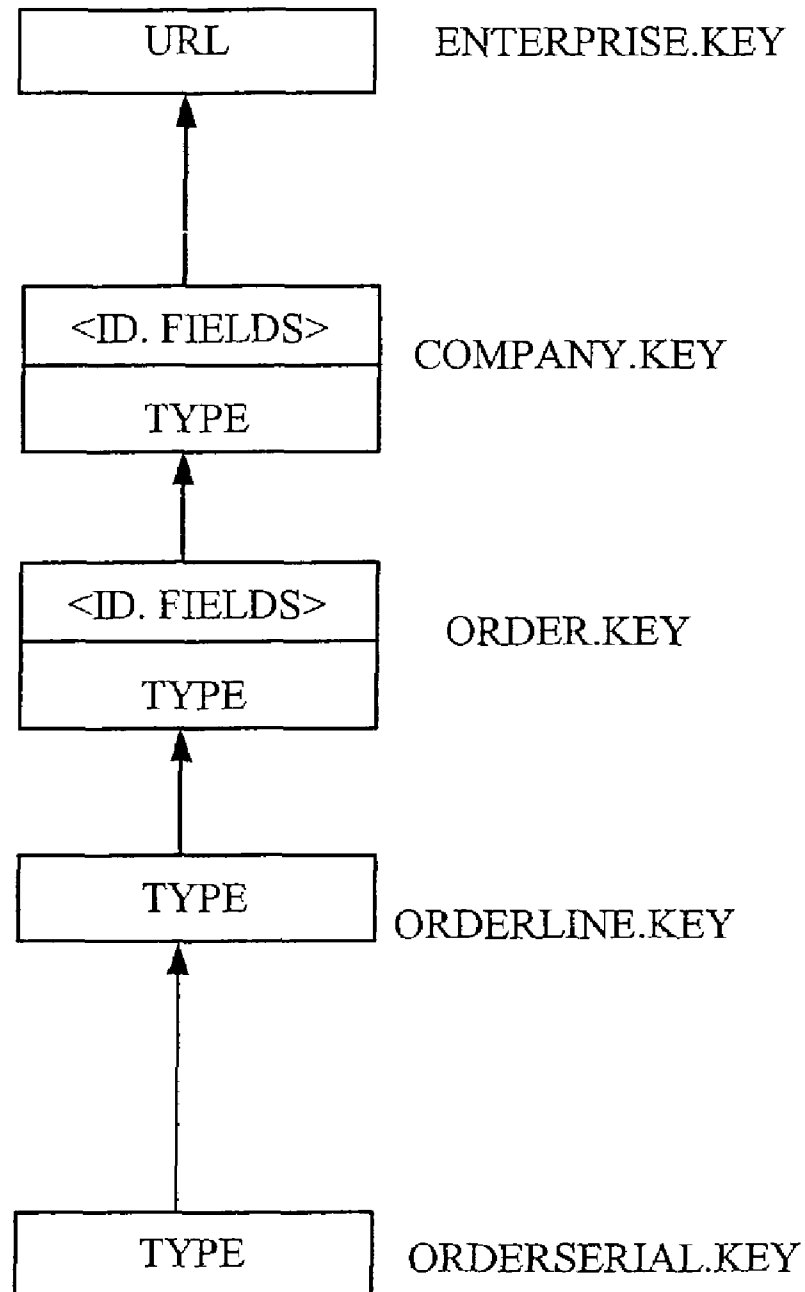 URL ENTERPRISE.KEY
<ID. FIELDS>
COMPANY.KEY
TYPE
<ID. FIELDS>
ORDER.KEY
TYPE
TYPE
ORDERLINE.KEY
TYPE ORDERSERIAL.KEY